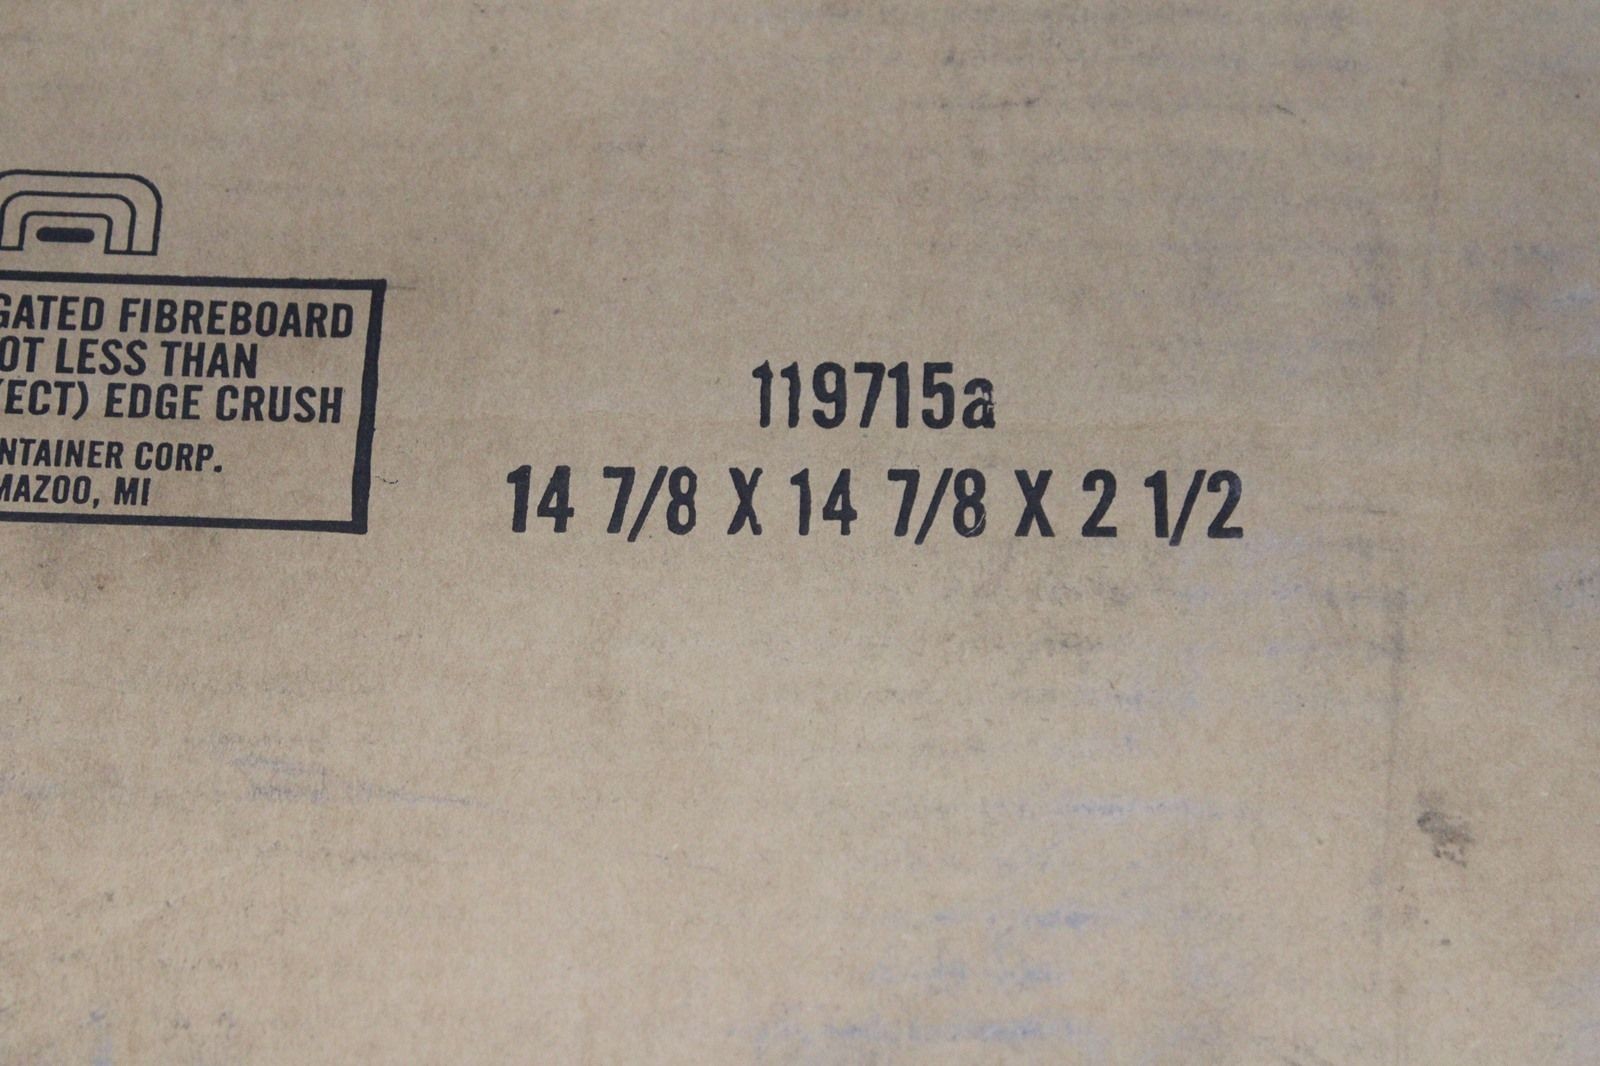 GATED FIBREBOARD
OT LESS THAN
(ECT) EDGE CRUSH
NTAINER CORP.
MAZOO, MI
119715a
14 7/8 X 14 7/8 X 2 1/2